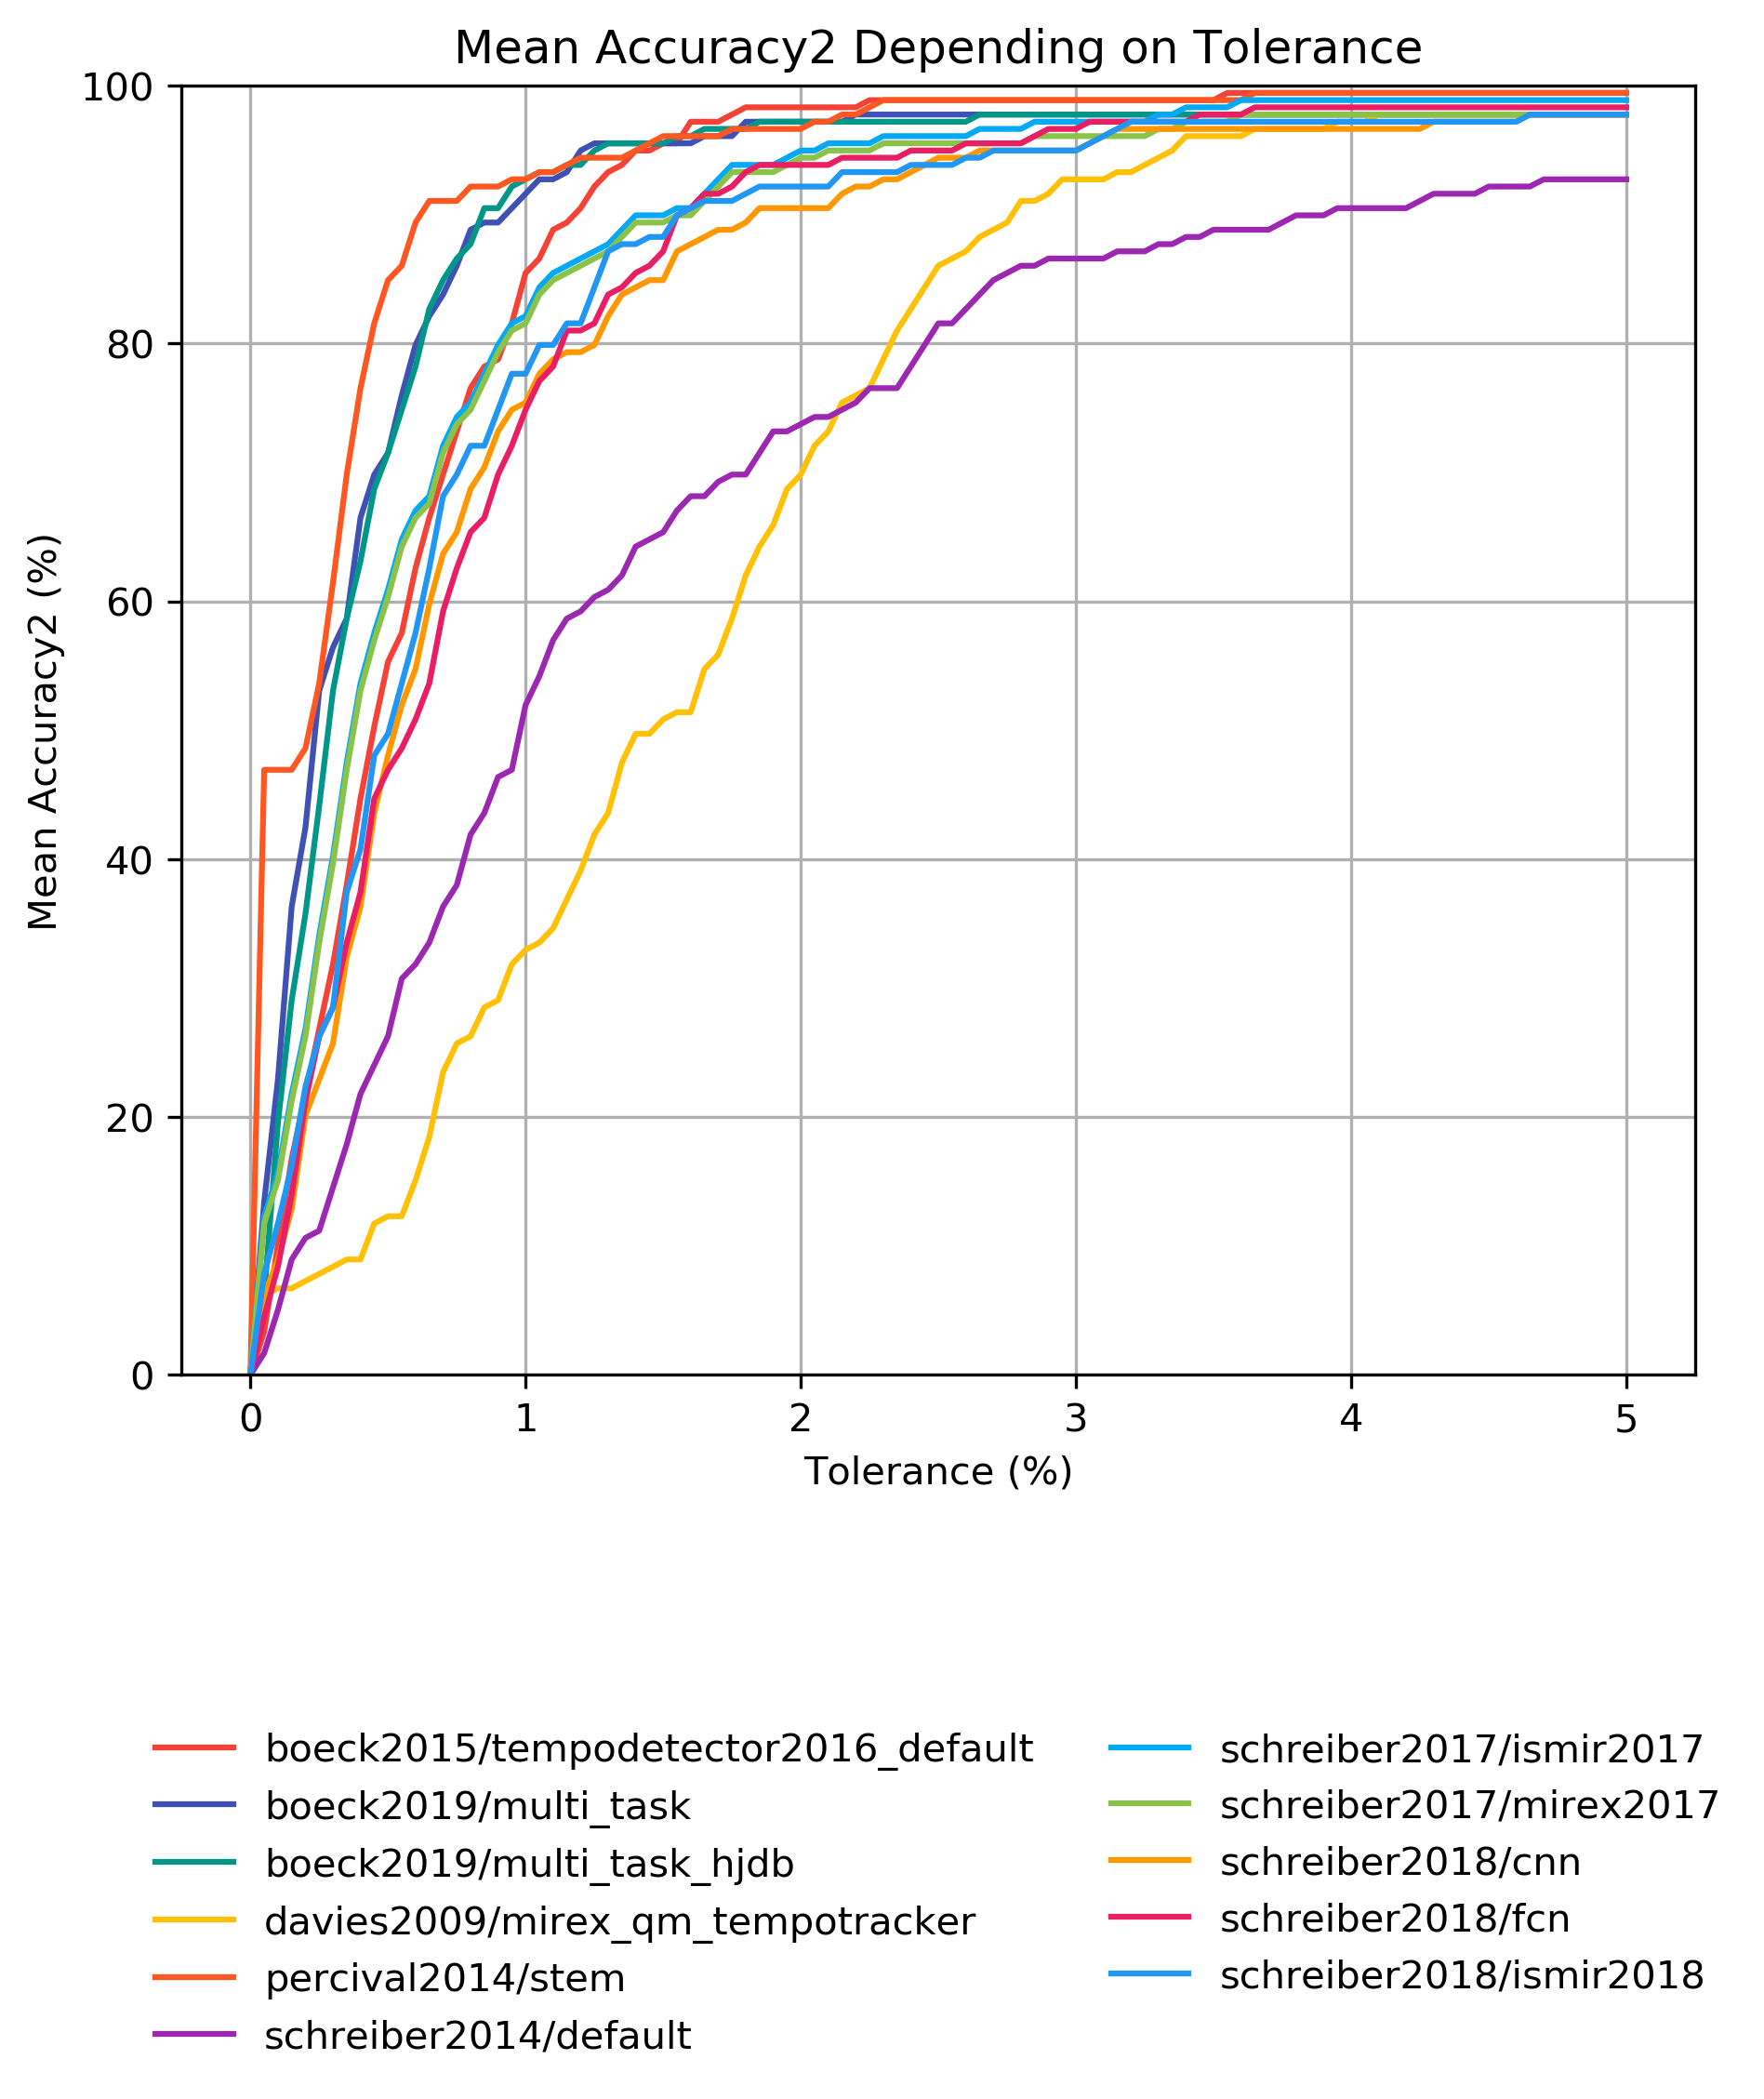 Mean Accuracy2 Depending on Tolerance
100
80
60
40
20
0
Mean Accuracy2 (%)
0 1 2 3 4 5
Tolerance (%)
boeck2015/tempodetector2016_default
boeck2019/multi_task
boeck2019/multi_task_hjdb
davies2009/mirex_qm_tempotracker
percival2014/stem
schreiber2014/default
schreiber2017/ismir2017
schreiber2017/mirex2017
schreiber2018/cnn
schreiber2018/fcn
schreiber2018/ismir2018